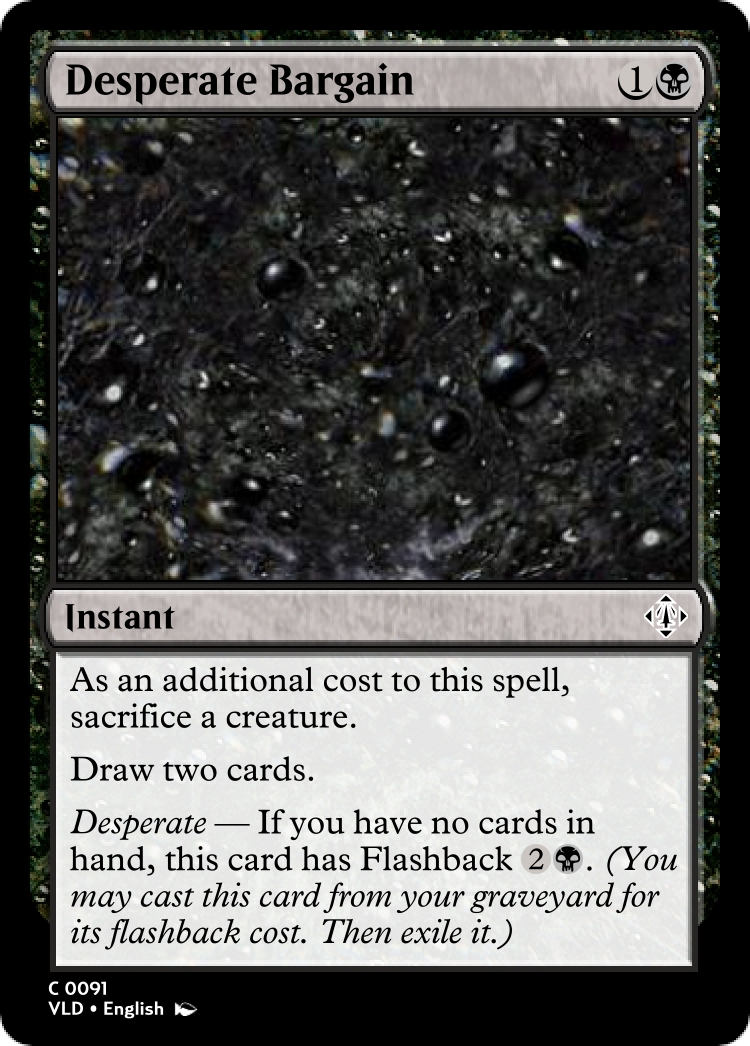 Desperate Bargain 1
Instant
As an additional cost to this spell,
sacrifice a creature.
Draw two cards.
Desperate — If you have no cards in
hand, this card has Flashback 2 . (You
may cast this card from your graveyard for
its flashback cost. Then exile it.)
C 0091
VLD • English